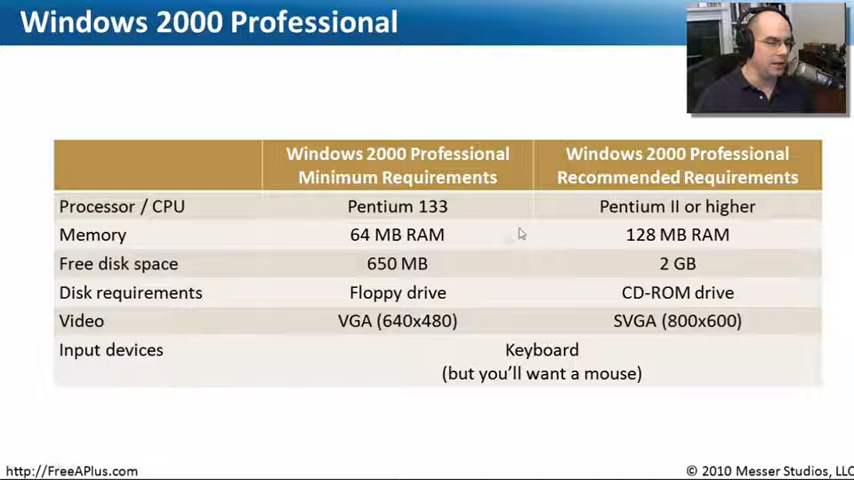 Windows 2000 Professional
Windows 2000 Professional Minimum Requirements
Windows 2000 Professional Recommended Requirements
Processor / CPU Pentium 133 Pentium II or higher
Memory 64 MB RAM 128 MB RAM
Free disk space 650 MB 2 GB
Disk requirements Floppy drive CD-ROM drive
Video VGA (640x480) SVGA (800x600)
Input devices Keyboard
(but you'll want a mouse)
http://FreeAPlus.com © 2010 Messer Studios, LLC